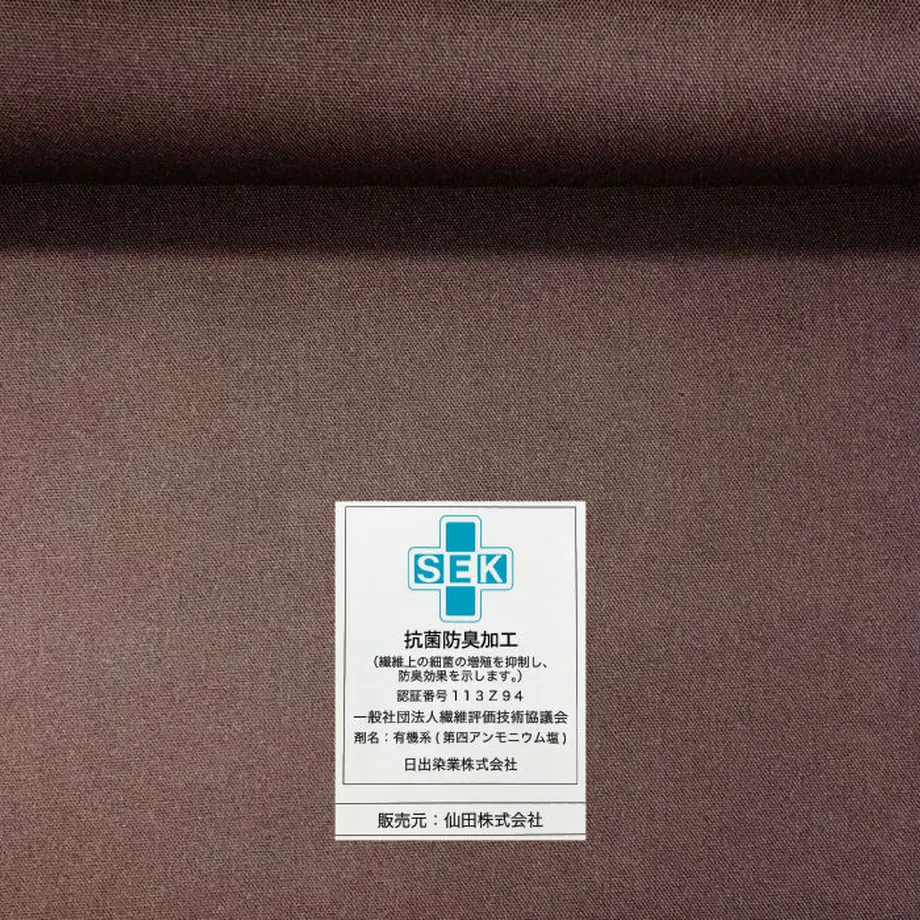 SEK
抗菌防臭加工
(繊維上の細菌の増殖を抑制し、
防臭効果を示します。)
認証番号113Z94
一般社団法人繊維評価技術協議会
剤名：有機系(第四アンモニウム塩)
日出染業株式会社
販売元：仙田株式会社